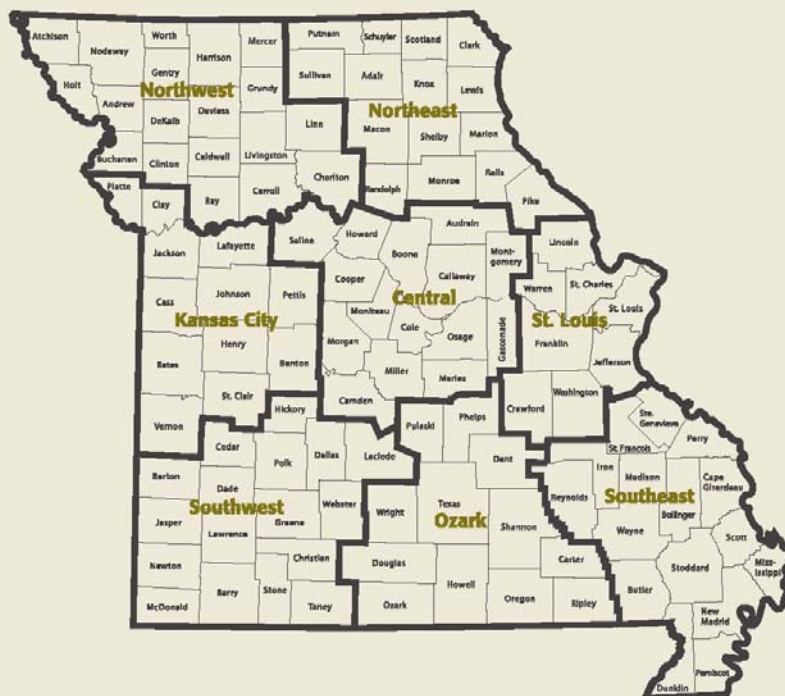 Atchison
Nodaway
Worth
Harrison
Mercer
Putnam
Schuyler
Scotland
Clark
Holt
Gentry
Andrew
DeKalb
Daviess
Grundy
Sullivan
Adair
Knox
Lewis
Northwest
Northeast
Linn
Macon
Shelby
Marion
Buchanan
Clinton
Caldwell
Livingston
Chariton
Carroll
Ray
Randolph
Monroe
Ralls
Pike
Platte
Clay
Jackson
Lafayette
Saline
Howard
Boone
Audrain
Callaway
Mont-
gomery
Lincoln
Warren
St. Charles
St. Louis
Cass
Johnson
Pettis
Cooper
Moniteau
Central
Kansas City
St. Louis
Cole
Osage
Gasconade
Franklin
Jefferson
Bates
Henry
Benton
Morgan
Miller
Maries
Camden
St. Clair
Vernon
Hickory
Crawford
Washington
Ste.
Genevieve
St. Francois
Perry
Cedar
Polk
Dallas
Laclede
Pulaski
Phelps
Dent
Iron
Madison
Cape
Girardeau
Reynolds
Bollinger
Barton
Dade
Southwest
Greene
Webster
Wright
Texas
Ozark
Shannon
Southeast
Wayne
Scott
Miss-
issippi
Stoddard
Jasper
Lawrence
Christian
Douglas
Carter
Newton
McDonald
Barry
Stone
Taney
Ozark
Howell
Oregon
Ripley
Butler
New
Madrid
Dunklin
Pemiscot